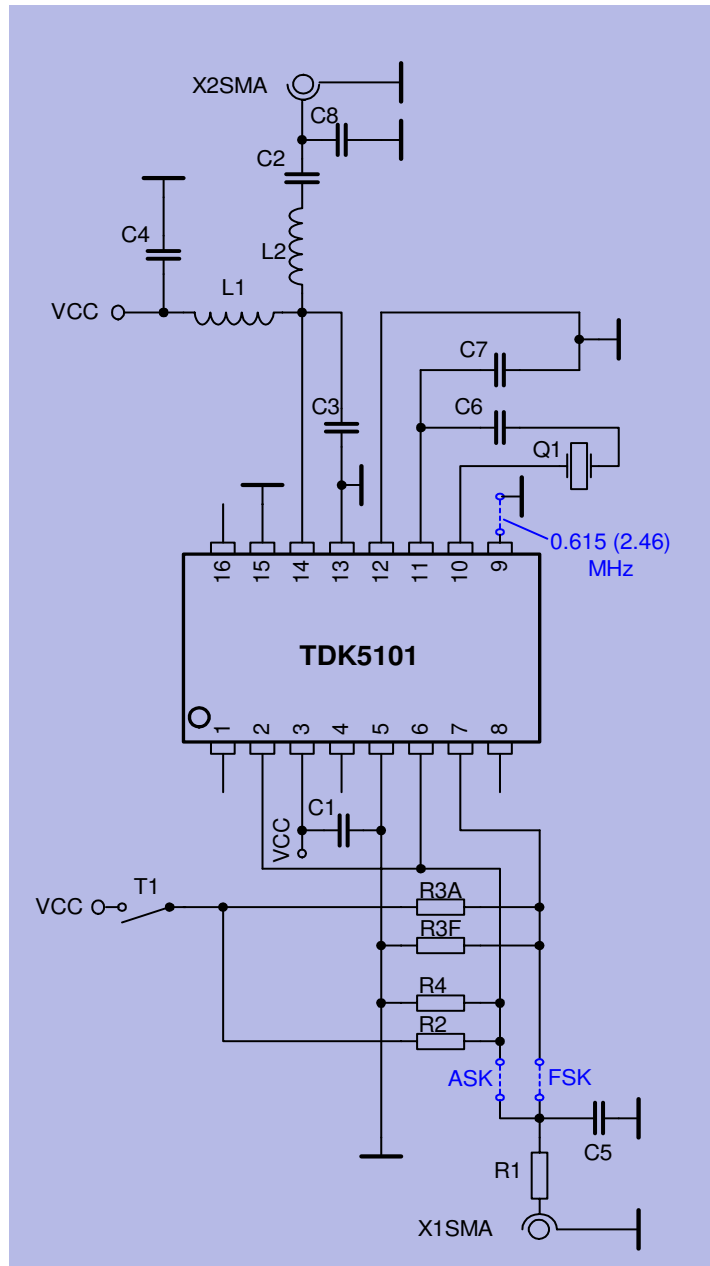 X2SMA
C8
C2
C4
L2
L1
VCC
C7
C3
C6
Q1
0.615 (2.46)
MHz
16 15 14 13 12 11 10 9
TDK5101
1 2 3 4 5 6 7 8
C1
VCC
T1
VCC
R3A
R3F
R4
R2
ASK
FSK
C5
R1
X1SMA